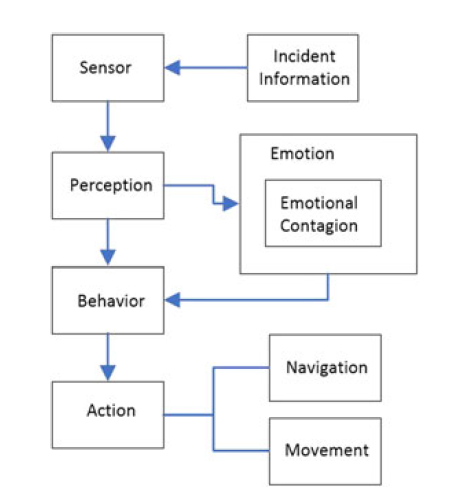 Sensor
Incident
Information
Perception
Emotion
Emotional
Contagion
Behavior
Navigation
Action
Movement